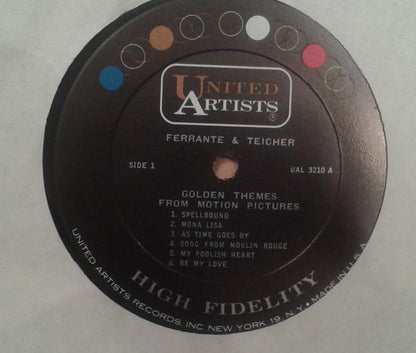 UNITED
ARTISTS
®
FERRANTE & TEICHER
SIDE 1
UAL 3210 A
GOLDEN THEMES
FROM MOTION PICTURES
1. SPELLBOUND
2. MONA LISA
3. AS TIME GOES BY
4. SONG FROM MOULIN ROUGE
5. MY FOOLISH HEART
6. BE MY LOVE
HIGH FIDELITY
UNITED ARTISTS RECORDS, INC. NEW YORK 19, N.Y. • MADE IN U.S.A.